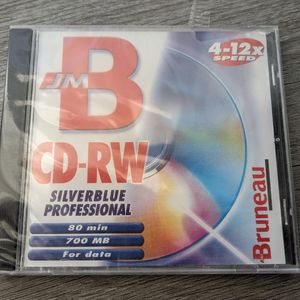 4-12x
SPEED
JM
B
CD-RW
SILVERBLUE
PROFESSIONAL
80 min
700 MB
For data
Bruneau